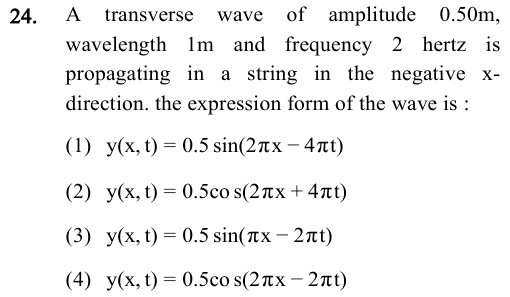 24. A transverse wave of amplitude 0.50m,
wavelength 1m and frequency 2 hertz is
propagating in a string in the negative x-
direction. the expression form of the wave is :
(1) y(x, t) = 0.5 sin(2πx − 4πt)
(2) y(x, t) = 0.5co s(2πx + 4πt)
(3) y(x, t) = 0.5 sin(πx − 2πt)
(4) y(x, t) = 0.5co s(2πx − 2πt)